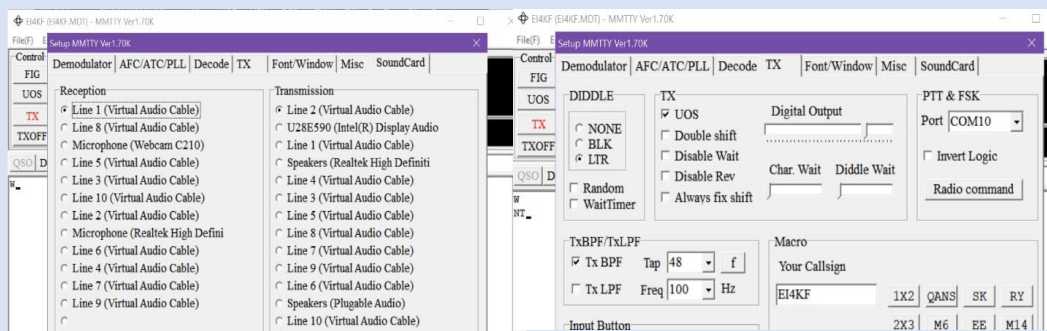 EI4KF (EI4KF.MDT) - MMTTY Ver1.70K
File(F) E
Setup MMTTY Ver1.70K
Control
FIG
UOS
TX
TXOFF
QSO D
W_
Demodulator AFC/ATC/PLL Decode TX Font/Window Misc SoundCard
Reception
Line 1 (Virtual Audio Cable)
Line 8 (Virtual Audio Cable)
Microphone (Webcam C210)
Line 5 (Virtual Audio Cable)
Line 3 (Virtual Audio Cable)
Line 10 (Virtual Audio Cable)
Line 2 (Virtual Audio Cable)
Microphone (Realtek High Defini
Line 6 (Virtual Audio Cable)
Line 4 (Virtual Audio Cable)
Line 7 (Virtual Audio Cable)
Line 9 (Virtual Audio Cable)
Transmission
Line 2 (Virtual Audio Cable)
U28E590 (Intel(R) Display Audio
Line 1 (Virtual Audio Cable)
Speakers (Realtek High Definiti
Line 4 (Virtual Audio Cable)
Line 3 (Virtual Audio Cable)
Line 5 (Virtual Audio Cable)
Line 8 (Virtual Audio Cable)
Line 7 (Virtual Audio Cable)
Line 9 (Virtual Audio Cable)
Line 6 (Virtual Audio Cable)
Speakers (Plugable Audio)
Line 10 (Virtual Audio Cable)
EI4KF (EI4KF.MDT) - MMTTY Ver1.70K
File(F) E
Setup MMTTY Ver1.70K
Control
FIG
UOS
TX
TXOFF
QSO D
W
NT_
Demodulator AFC/ATC/PLL Decode TX Font/Window Misc SoundCard
DIDDLE
NONE
BLK
LTR
Random
WaitTimer
TX
UOS
Double shift
Disable Wait
Disable Rev
Always fix shift
Digital Output
Char. Wait Diddle Wait
PTT & FSK
Port COM10
Invert Logic
Radio command
TxBPF/TxLPF
Tx BPF Tap 48 f
Tx LPF Freq 100 Hz
Input Button
Macro
Your Callsign
EI4KF
1X2 QANS SK RY
2X3 M6 EE M14